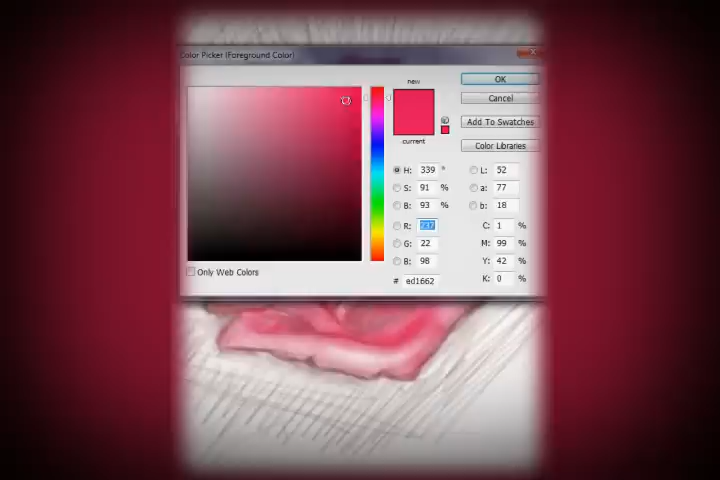 Color Picker (Foreground Color)
new
current
OK
Cancel
Add To Swatches
Color Libraries
H: 339 °
S: 91 %
B: 93 %
R: 237
G: 22
B: 98
# ed1662
L: 52
a: 77
b: 18
C: 1 %
M: 99 %
Y: 42 %
K: 0 %
Only Web Colors